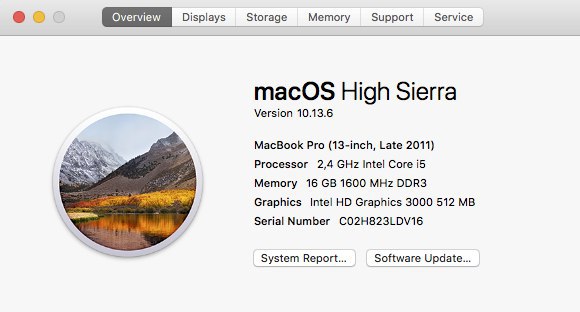 Overview Displays Storage Memory Support Service
macOS High Sierra
Version 10.13.6
MacBook Pro (13-inch, Late 2011)
Processor 2,4 GHz Intel Core i5
Memory 16 GB 1600 MHz DDR3
Graphics Intel HD Graphics 3000 512 MB
Serial Number C02H823LDV16
System Report... Software Update...